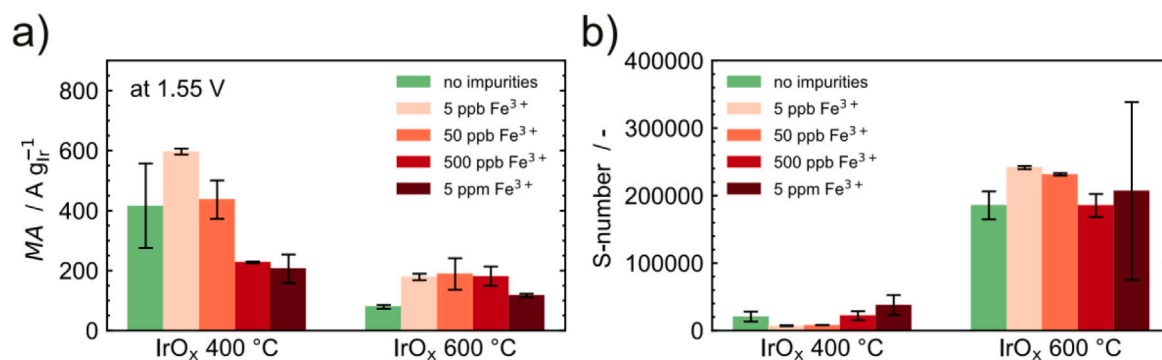 a)
MA / A g_Ir^−1
800
600
400
200
0
at 1.55 V
no impurities
5 ppb Fe³⁺
50 ppb Fe³⁺
500 ppb Fe³⁺
5 ppm Fe³⁺
IrOₓ 400 °C
IrOₓ 600 °C
b)
S-number / -
400000
300000
200000
100000
0
no impurities
5 ppb Fe³⁺
50 ppb Fe³⁺
500 ppb Fe³⁺
5 ppm Fe³⁺
IrOₓ 400 °C
IrOₓ 600 °C